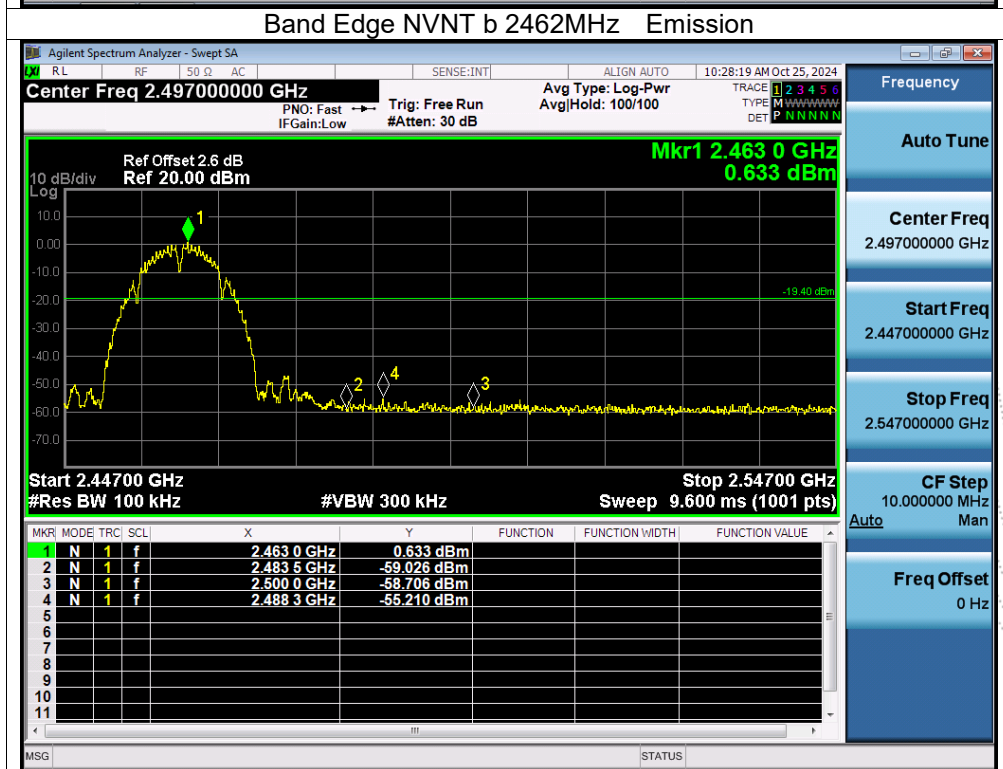 Band Edge NVNT b 2462MHz Emission
Agilent Spectrum Analyzer - Swept SA
LXI RL RF 50 Ω AC SENSE:INT ALIGN AUTO 10:28:19 AM Oct 25, 2024
Center Freq 2.497000000 GHz
PNO: Fast
IFGain:Low
Trig: Free Run
#Atten: 30 dB
Avg Type: Log-Pwr
Avg|Hold: 100/100
TRACE 1 2 3 4 5 6
TYPE M WWWWW
DET P N N N N N
Ref Offset 2.6 dB
10 dB/div Ref 20.00 dBm
Log
Mkr1 2.463 0 GHz
0.633 dBm
10.0
0.00
-10.0
-20.0
-30.0
-40.0
-50.0
-60.0
-70.0
1
-19.40 dBm
2
4
3
Start 2.44700 GHz Stop 2.54700 GHz
#Res BW 100 kHz #VBW 300 kHz Sweep 9.600 ms (1001 pts)
MKR MODE TRC SCL X Y FUNCTION FUNCTION WIDTH FUNCTION VALUE
1 N 1 f 2.463 0 GHz 0.633 dBm
2 N 1 f 2.483 5 GHz -59.026 dBm
3 N 1 f 2.500 0 GHz -58.706 dBm
4 N 1 f 2.488 3 GHz -55.210 dBm
5
6
7
8
9
10
11
MSG STATUS
Frequency
Auto Tune
Center Freq
2.497000000 GHz
Start Freq
2.447000000 GHz
Stop Freq
2.547000000 GHz
CF Step
10.000000 MHz
Auto Man
Freq Offset
0 Hz